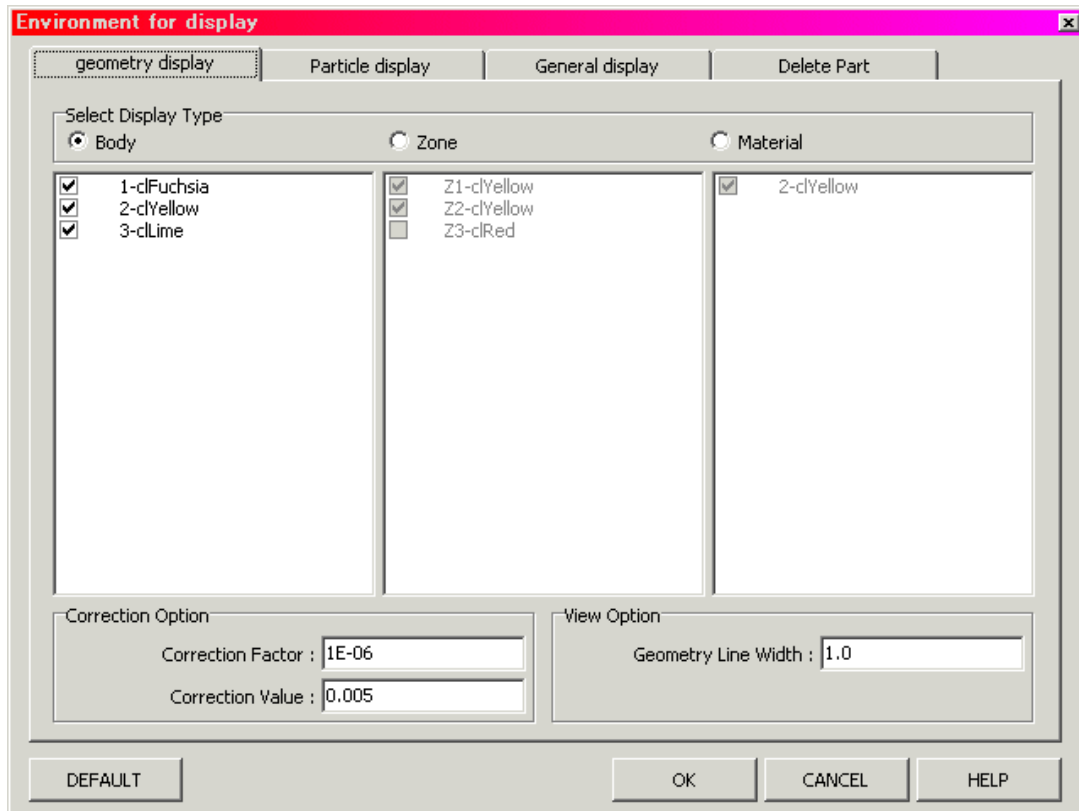 Environment for display
geometry display Particle display General display Delete Part
Select Display Type
Body Zone Material
1-clFuchsia Z1-clYellow 2-clYellow
2-clYellow Z2-clYellow
3-clLime Z3-clRed
Correction Option View Option
Correction Factor : 1E-06 Geometry Line Width : 1.0
Correction Value : 0.005
DEFAULT OK CANCEL HELP